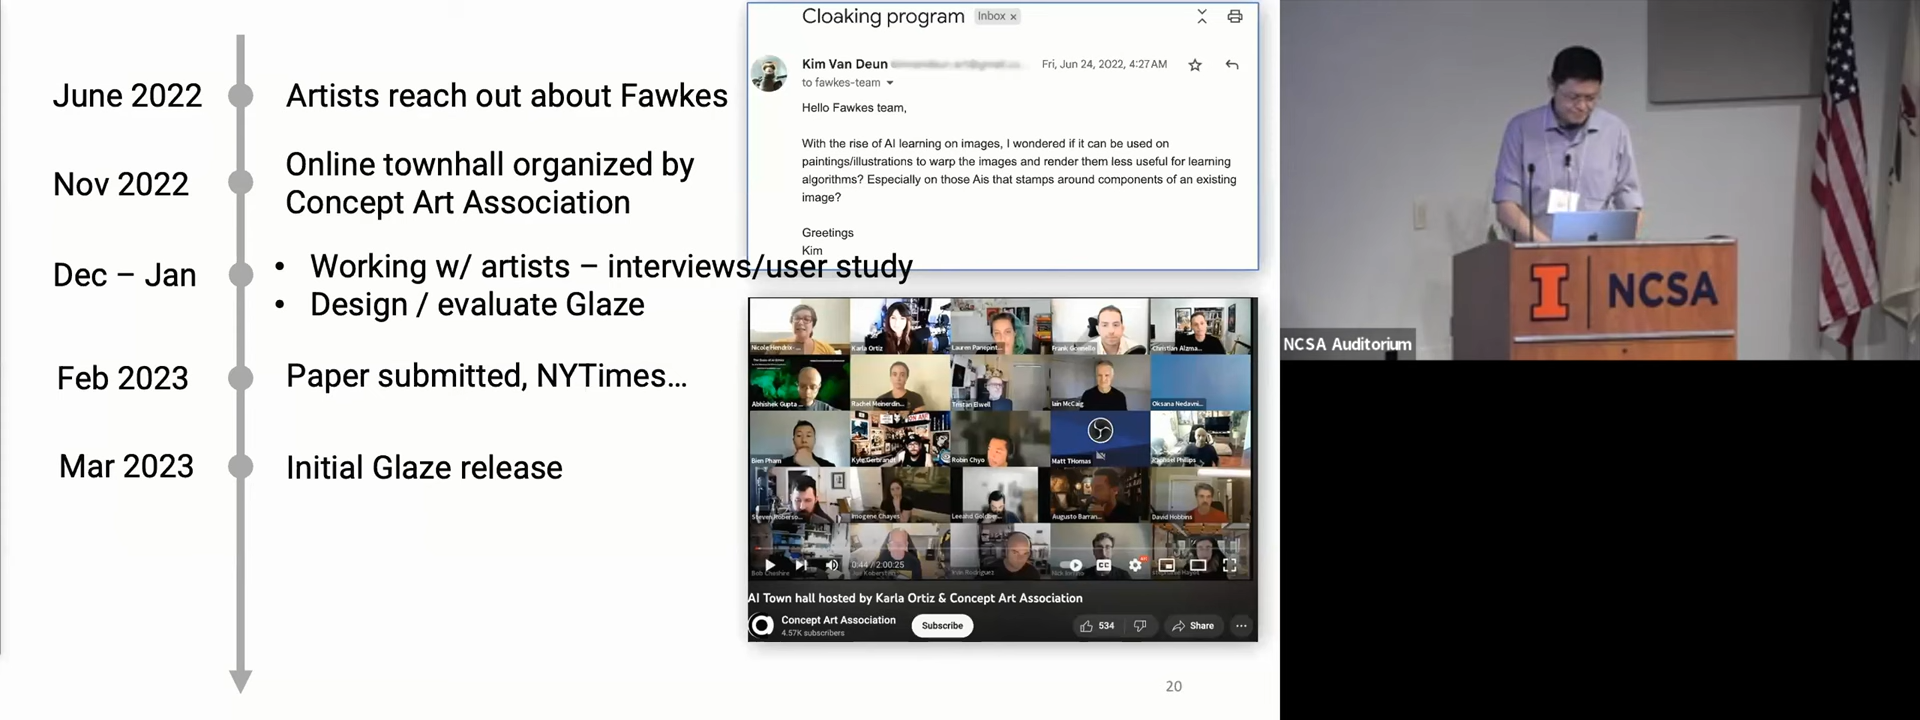 June 2022
Artists reach out about Fawkes
Nov 2022
Online townhall organized by
Concept Art Association
Dec – Jan
• Working w/ artists – interviews/user study
• Design / evaluate Glaze
Feb 2023
Paper submitted, NYTimes...
Mar 2023
Initial Glaze release
Cloaking program Inbox x
Kim Van Deun
Fri, Jun 24, 2022, 4:27 AM
to fawkes-team
Hello Fawkes team,
With the rise of AI learning on images, I wondered if it can be used on
paintings/illustrations to warp the images and render them less useful for learning
algorithms? Especially on those Ais that stamps around components of an existing
image?
Greetings
Kim
Nicole Hendrix
Karla Ortiz
Lauren Panepint...
Christian Alzma...
Abhishek Gupta
Rachel Meinerdin...
Tristan Elwell
Iain McCaig
Oksana Nedavni...
Bien Pham
Kyle Gerbrandt
Robin Chyo
Matt THomas
Raphael Philips
Steven Roberso...
Imogene Chayes
Augusto Barran...
David Hobbins
Bob Cheshire
0:44 / 2:00:25
AI Town hall hosted by Karla Ortiz & Concept Art Association
Concept Art Association
4.57K subscribers
Subscribe
534
Share
20
I NCSA
NCSA Auditorium